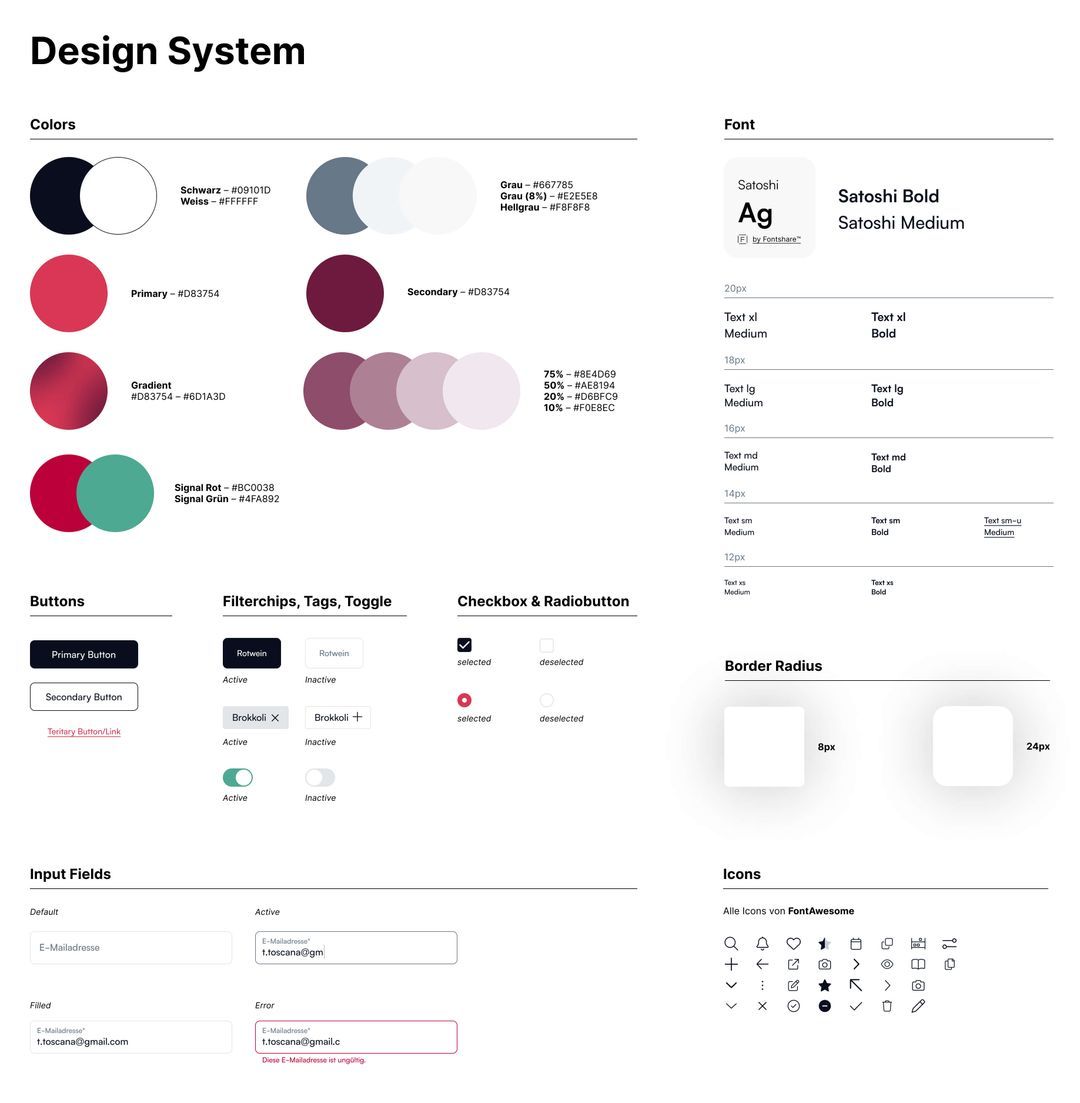 Design System
Colors
Schwarz – #09101D
Weiss – #FFFFFF
Grau – #667785
Grau (8%) – #E2E5E8
Hellgrau – #F8F8F8
Primary – #D83754
Secondary – #D83754
Gradient
#D83754 – #6D1A3D
75% – #8E4D69
50% – #AE8194
20% – #D6BFC9
10% – #F0E8EC
Signal Rot – #BC0038
Signal Grün – #4FA892
Font
Satoshi
Ag
F by Fontshare™
Satoshi Bold
Satoshi Medium
20px
Text xl
Medium
Text xl
Bold
18px
Text lg
Medium
Text lg
Bold
16px
Text md
Medium
Text md
Bold
14px
Text sm
Medium
Text sm
Bold
Text sm-u
Medium
12px
Text xs
Medium
Text xs
Bold
Buttons
Primary Button
Secondary Button
Teritary Button/Link
Filterchips, Tags, Toggle
Rotwein
Active
Rotwein
Inactive
Brokkoli
Active
Brokkoli
Inactive
Active
Inactive
Checkbox & Radiobutton
selected
deselected
selected
deselected
Border Radius
8px
24px
Input Fields
Default
E-Mailadresse
Active
E-Mailadresse*
t.toscana@gm
Filled
E-Mailadresse*
t.toscana@gmail.com
Error
E-Mailadresse*
t.toscana@gmail.c
Diese E-Mailadresse ist ungültig.
Icons
Alle Icons von FontAwesome